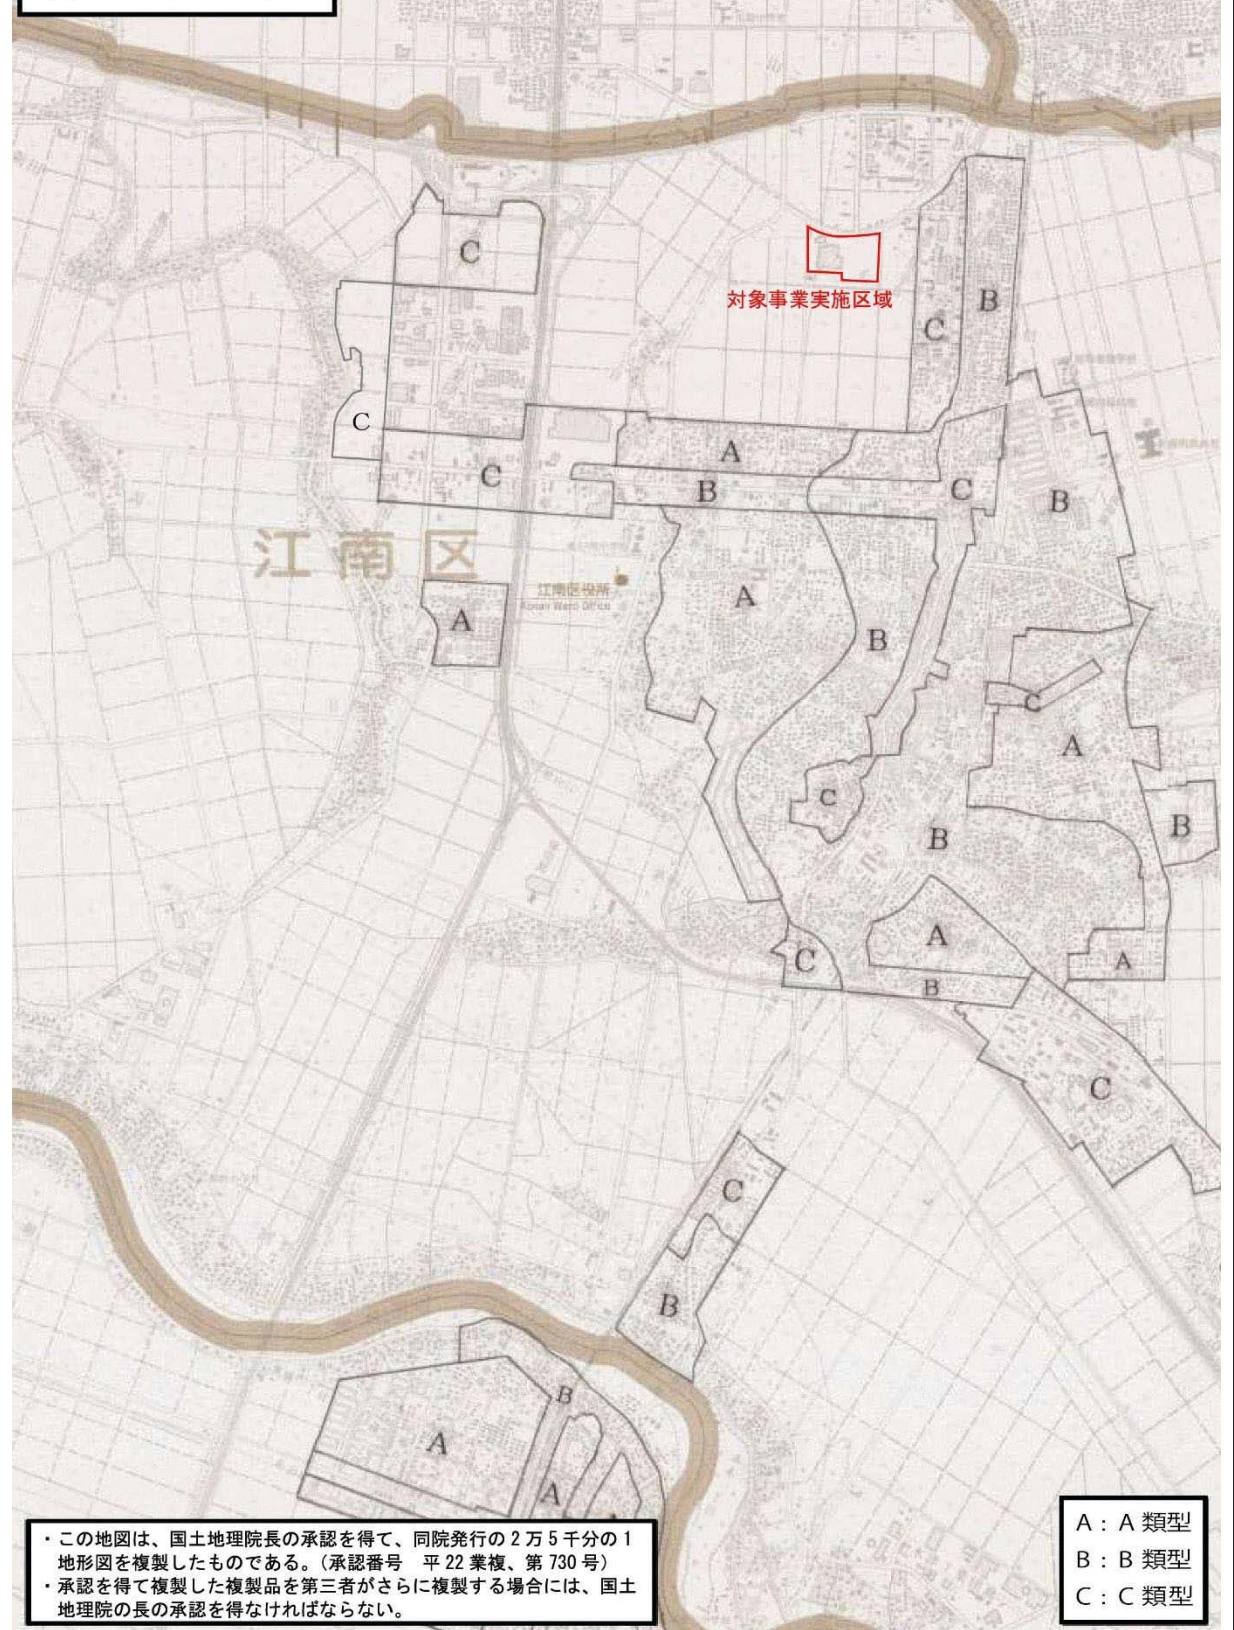 C
対象事業実施区域
B
C
C
A
C
B
C
B
江南区
江南区役所
Konan Ward Office
A
A
B
C
A
C
B
B
A
A
C
B
C
C
B
B
A
A
A
・この地図は、国土地理院長の承認を得て、同院発行の2万5千分の1
地形図を複製したものである。（承認番号　平22業複、第730号）
・承認を得て複製した複製品を第三者がさらに複製する場合には、国土
地理院の長の承認を得なければならない。
A：A類型
B：B類型
C：C類型